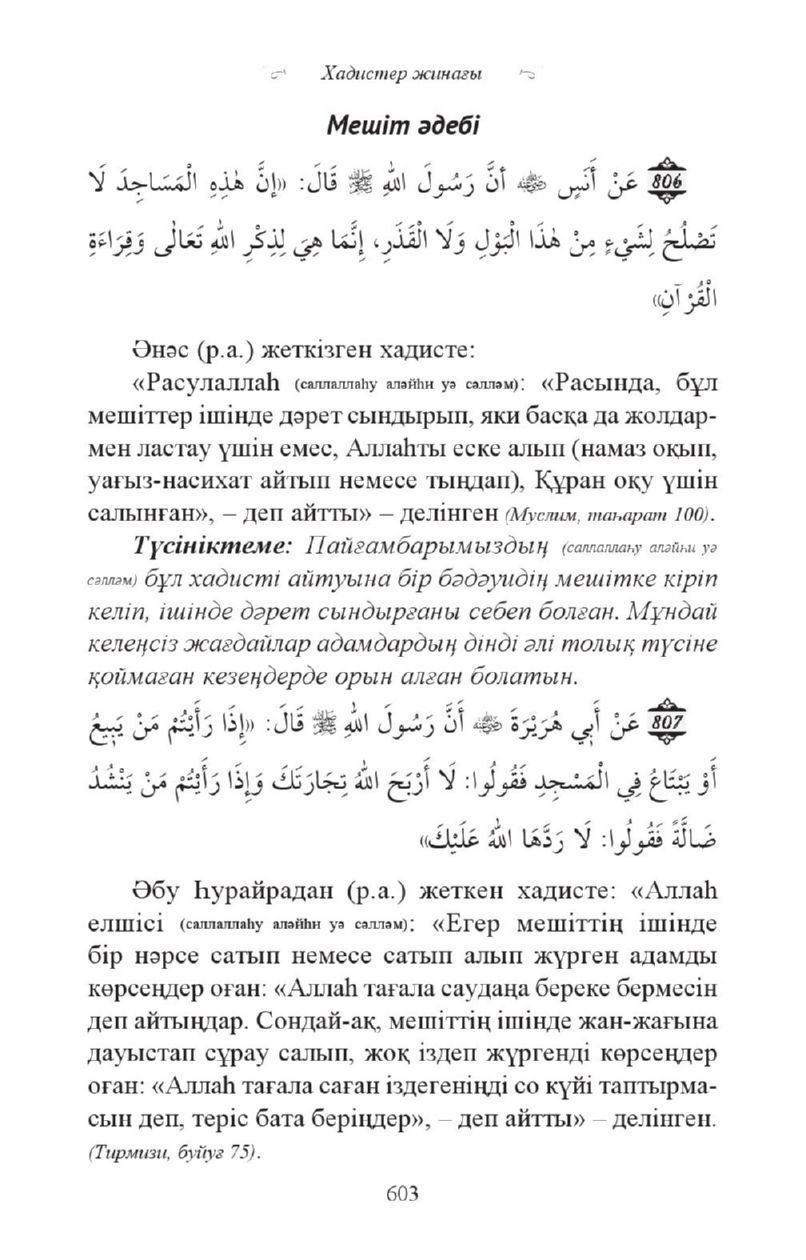 Хадистер жинағы
Мешіт әдебі
806 عَنْ أَنَسٍ ﷺ أَنَّ رَسُولَ اللهِ ﷺ قَالَ: «إِنَّ هٰذِهِ الْمَسَاجِدَ لَا
تَصْلُحُ لِشَيْءٍ مِنْ هٰذَا الْبَوْلِ وَلَا الْقَذَرِ، إِنَّمَا هِيَ لِذِكْرِ اللهِ تَعَالٰى وَقِرَاءَةِ
الْقُرْآنِ»
Әнәс (р.а.) жеткізген хадисте:
«Расулаллаһ (саллаллаһу аләйһи уә сәлләм): «Расында, бұл
мешіттер ішінде дәрет сындырып, яки басқа да жолдар-
мен ластау үшін емес, Аллаһты еске алып (намаз оқып,
уағыз-насихат айтып немесе тыңдап), Құран оқу үшін
салынған», – деп айтты» – делінген (Муслим, таһарат 100).
Түсініктеме: Пайғамбарымыздың (саллаллаһу аләйһи уә
сәлләм) бұл хадисті айтуына бір бәдәуидің мешітке кіріп
келіп, ішінде дәрет сындырғаны себеп болған. Мұндай
келеңсіз жағдайлар адамдардың дінді әлі толық түсіне
қоймаған кезеңдерде орын алған болатын.
807 عَنْ أَبِي هُرَيْرَةَ ﷺ أَنَّ رَسُولَ اللهِ ﷺ قَالَ: «إِذَا رَأَيْتُمْ مَنْ يَبِيعُ
أَوْ يَبْتَاعُ فِي الْمَسْجِدِ فَقُولُوا: لَا أَرْبَحَ اللهُ تِجَارَتَكَ وَإِذَا رَأَيْتُمْ مَنْ يَنْشُدُ
ضَالَّةً فَقُولُوا: لَا رَدَّهَا اللهُ عَلَيْكَ»
Әбу Һурайрадан (р.а.) жеткен хадисте: «Аллаһ
елшісі (саллаллаһу аләйһи уә сәлләм): «Егер мешіттің ішінде
бір нәрсе сатып немесе сатып алып жүрген адамды
көрсеңдер оған: «Аллаһ тағала саудаңа береке бермесін
деп айтыңдар. Сондай-ақ, мешіттің ішінде жан-жағына
дауыстап сұрау салып, жоқ іздеп жүргенді көрсеңдер
оған: «Аллаһ тағала саған іздегеніңді со күйі таптырма-
сын деп, теріс бата беріңдер», – деп айтты» – делінген.
(Тирмизи, буйуғ 75).
603